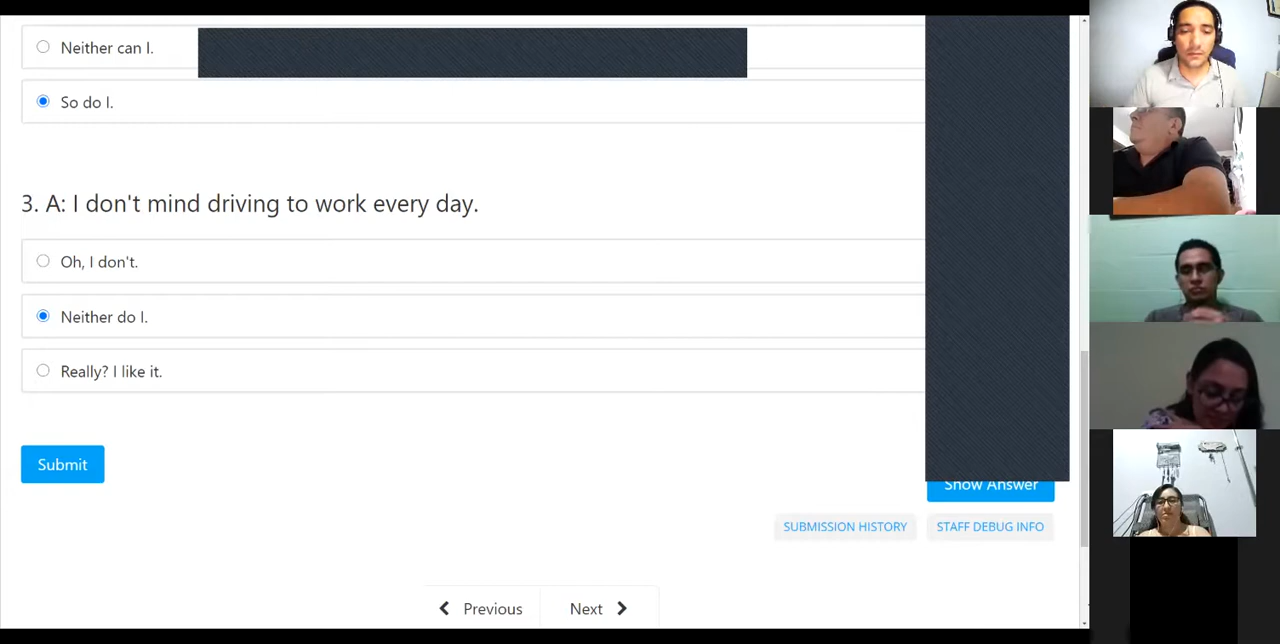 Neither can I.
So do I.
3. A: I don't mind driving to work every day.
Oh, I don't.
Neither do I.
Really? I like it.
Submit
Show Answer
SUBMISSION HISTORY
STAFF DEBUG INFO
Previous
Next